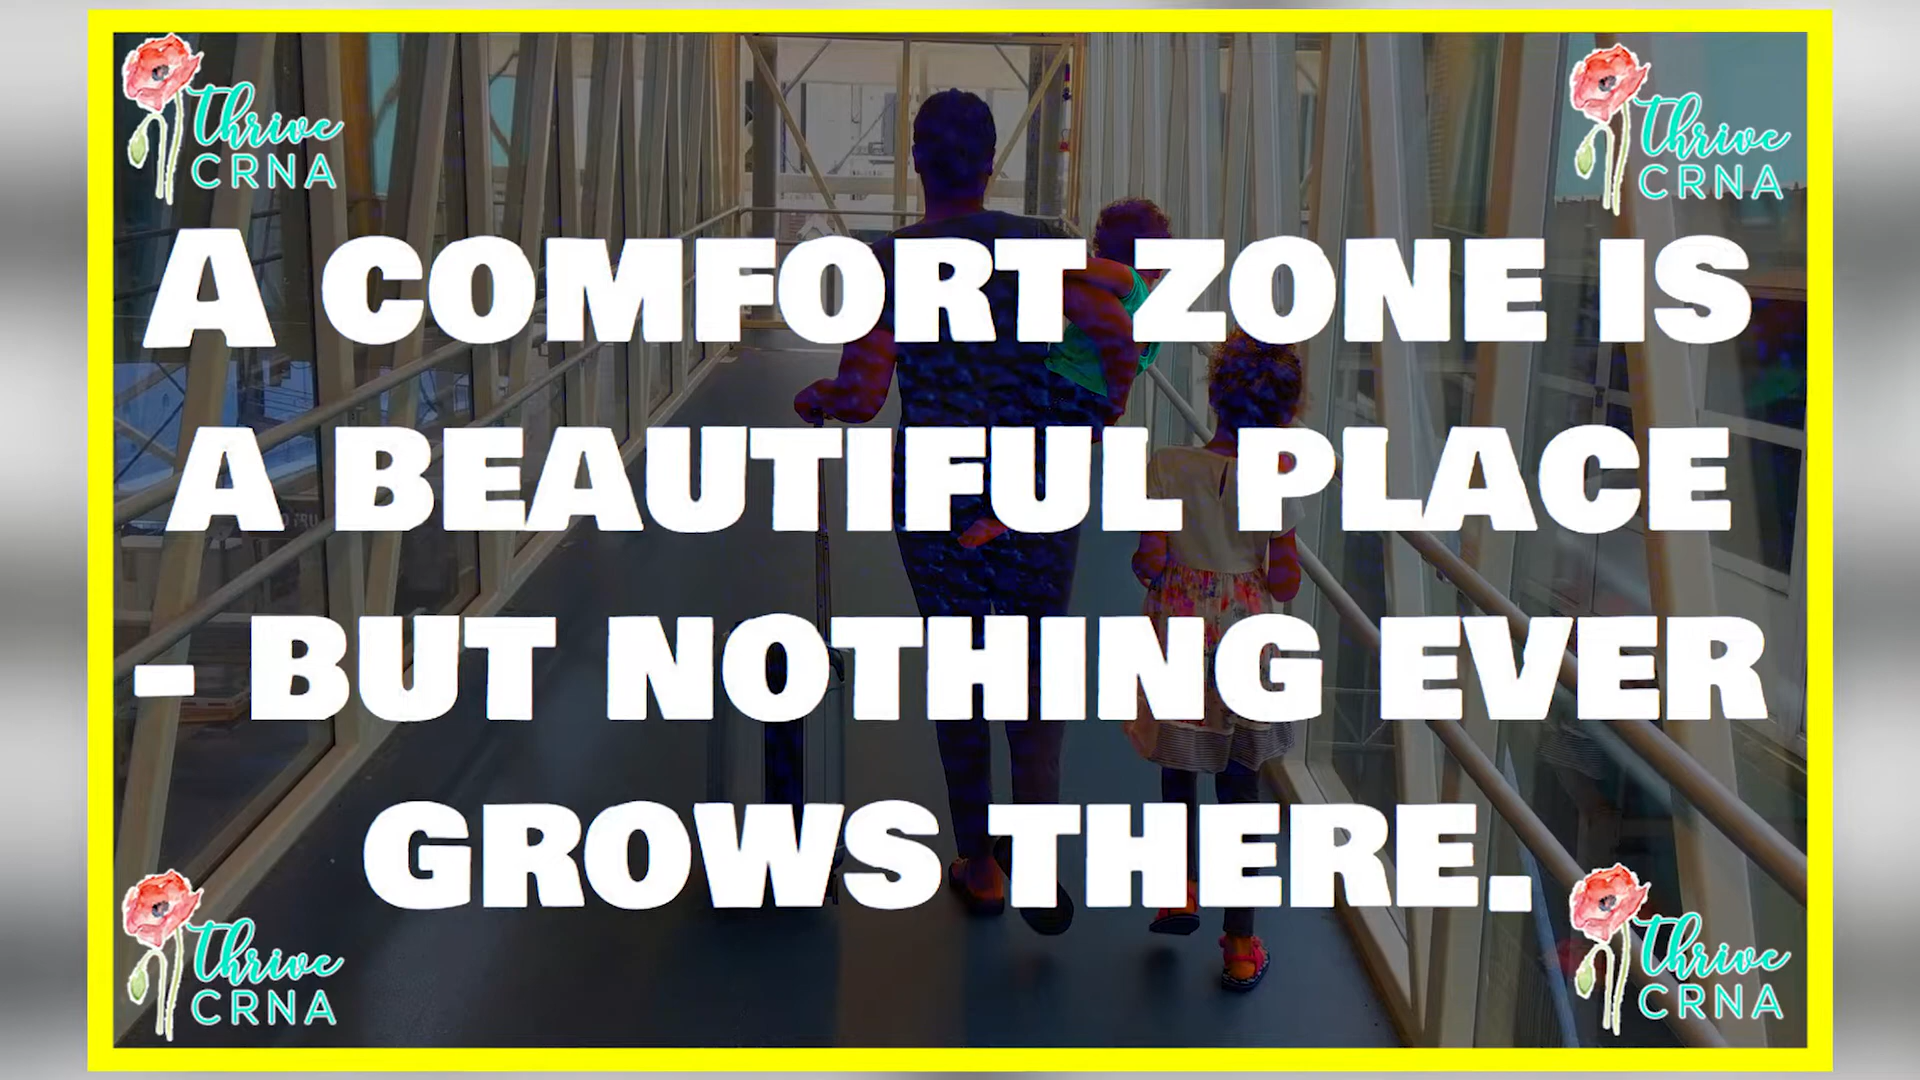 Thrive
CRNA
Thrive
CRNA
A COMFORT ZONE IS
A BEAUTIFUL PLACE
- BUT NOTHING EVER
GROWS THERE.
Thrive
CRNA
Thrive
CRNA